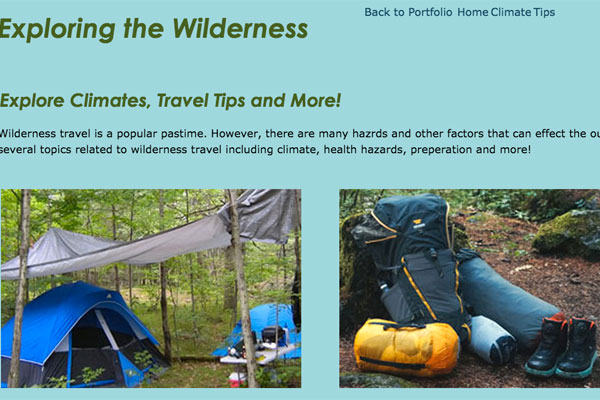 Back to Portfolio Home Climate Tips
Exploring the Wilderness
Explore Climates, Travel Tips and More!
Wilderness travel is a popular pastime. However, there are many hazrds and other factors that can effect the
several topics related to wilderness travel including climate, health hazards, preperation and more!